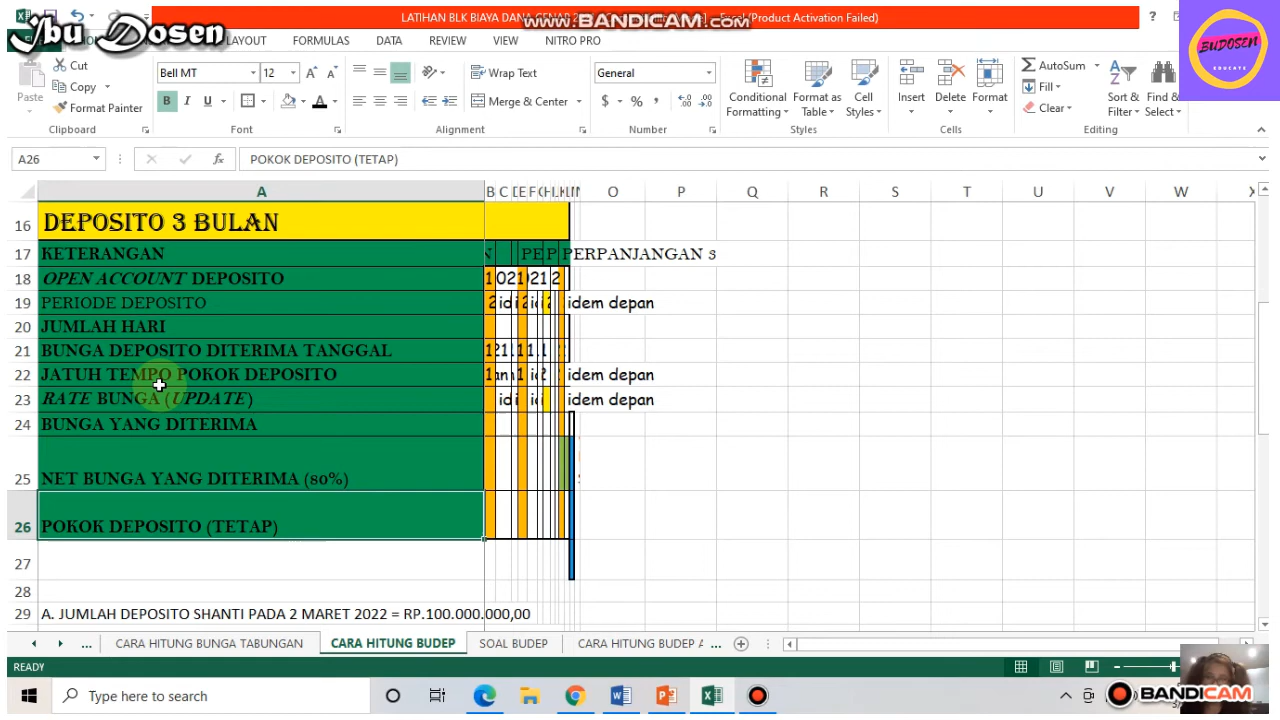 LATIHAN BLK BIAYA DANA GENAP
Excel (Product Activation Failed)
www.BANDICAM.com
Ibu Dosen
BUDOSEN
EDUCATE
LAYOUT FORMULAS DATA REVIEW VIEW NITRO PRO
Paste
Cut
Copy
Format Painter
Clipboard
Bell MT 12
B I U
Font
Wrap Text
Merge & Center
Alignment
General
$ % ,
Number
Conditional Formatting
Format as Table
Cell Styles
Styles
Insert Delete Format
Cells
AutoSum
Fill
Clear
Sort & Filter
Find & Select
Editing
A26 fx POKOK DEPOSITO (TETAP)
A B C E F H O P Q R S T U V W
16 DEPOSITO 3 BULAN
17 KETERANGAN PE P PERPANJANGAN 3
18 OPEN ACCOUNT DEPOSITO
19 PERIODE DEPOSITO idem depan
20 JUMLAH HARI
21 BUNGA DEPOSITO DITERIMA TANGGAL
22 JATUH TEMPO POKOK DEPOSITO idem depan
23 RATE BUNGA (UPDATE) idem depan
24 BUNGA YANG DITERIMA
25 NET BUNGA YANG DITERIMA (80%)
26 POKOK DEPOSITO (TETAP)
27
28
29 A. JUMLAH DEPOSITO SHANTI PADA 2 MARET 2022 = RP.100.000.000,00
... CARA HITUNG BUNGA TABUNGAN CARA HITUNG BUDEP SOAL BUDEP CARA HITUNG BUDEP A ...
READY
Type here to search
BANDICAM